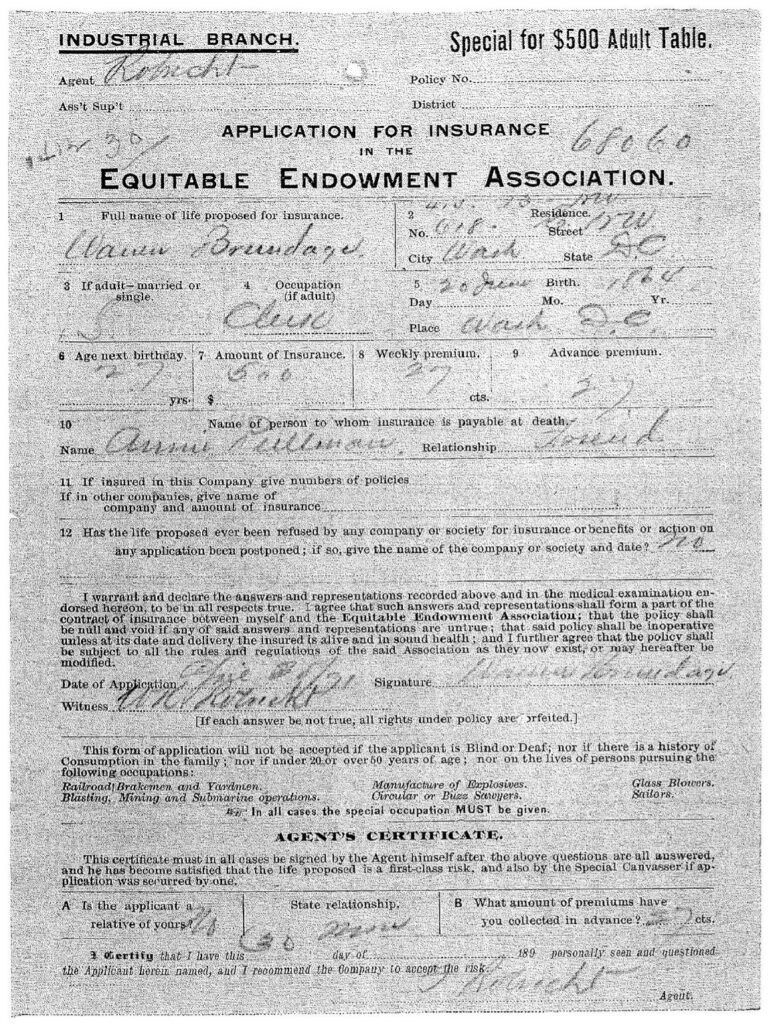 INDUSTRIAL BRANCH.
Special for $500 Adult Table.
Agent Robrecht
Policy No.
Ass't Sup't
District
30
APPLICATION FOR INSURANCE
68060
IN THE
EQUITABLE ENDOWMENT ASSOCIATION.
1 Full name of life proposed for insurance.
Brundage
2 Residence.
No. 618 Street NW
City Wash State D.C.
3 If adult—married or single.
S
4 Occupation (if adult)
Clerk
5 Birth.
20 June 1864
Day Mo. Yr.
Place Wash D.C.
6 Age next birthday.
27
yrs.
7 Amount of Insurance.
500
$
8 Weekly premium.
27
cts.
9 Advance premium.
27
10 Name of person to whom insurance is payable at death.
Name Annie Tillman Relationship Friend
11 If insured in this Company give numbers of policies
If in other companies, give name of
company and amount of insurance
12 Has the life proposed ever been refused by any company or society for insurance or benefits or action on
any application been postponed; if so, give the name of the company or society and date? No
I warrant and declare the answers and representations recorded above and in the medical examination en-
dorsed hereon, to be in all respects true. I agree that such answers and representations shall form a part of the
contract of insurance between myself and the Equitable Endowment Association; that the policy shall
be null and void if any of said answers and representations are untrue; that said policy shall be inoperative
unless at its date and delivery the insured is alive and in sound health; and I further agree that the policy shall
be subject to all the rules and regulations of the said Association as they now exist, or may hereafter be
modified.
Date of Application Signature Brundage
Witness Robrecht
[If each answer be not true, all rights under policy are orfeited.]
This form of application will not be accepted if the applicant is Blind or Deaf; nor if there is a history of
Consumption in the family; nor if under 20 or over 50 years of age; nor on the lives of persons pursuing the
following occupations:
Railroad Brakemen and Yardmen. Manufacture of Explosives. Glass Blowers.
Blasting, Mining and Submarine operations. Circular or Buzz Sawyers. Sailors.
In all cases the special occupation MUST be given.
AGENT'S CERTIFICATE.
This certificate must in all cases be signed by the Agent himself after the above questions are all answered,
and he has become satisfied that the life proposed is a first-class risk, and also by the Special Canvasser if ap-
plication was secured by one.
A Is the applicant a
relative of yours? No
State relationship.
B What amount of premiums have
you collected in advance? 27 cts.
I Certify that I have this 30 day of 189 personally seen and questioned
the Applicant herein named, and I recommend the Company to accept the risk.
Robrecht
Agent.